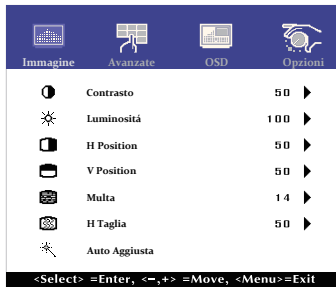 Immagine Avanzate OSD Opzioni
Contrasto 50
Luminositá 100
H Position 50
V Position 50
Multa 14
H Taglia 50
Auto Aggiusta
<Select> =Enter, <-,+> =Move, <Menu>=Exit